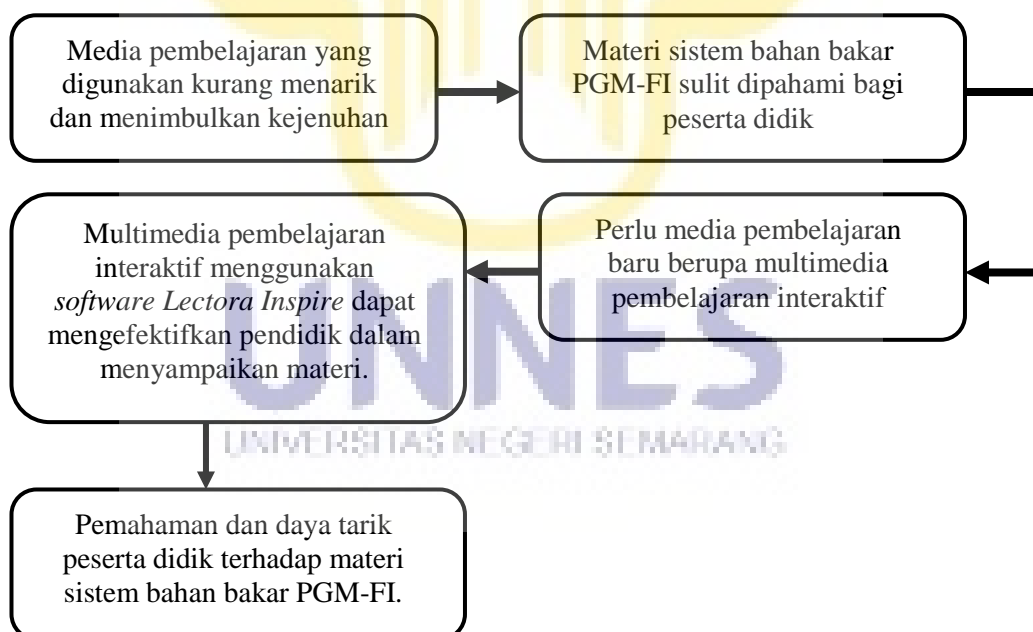 Media pembelajaran yang
digunakan kurang menarik
dan menimbulkan kejenuhan
Materi sistem bahan bakar
PGM-FI sulit dipahami bagi
peserta didik
Perlu media pembelajaran
baru berupa multimedia
pembelajaran interaktif
Multimedia pembelajaran
interaktif menggunakan
software Lectora Inspire dapat
mengefektifkan pendidik dalam
menyampaikan materi.
Pemahaman dan daya tarik
peserta didik terhadap materi
sistem bahan bakar PGM-FI.
UNNES
UNIVERSITAS NEGERI SEMARANG